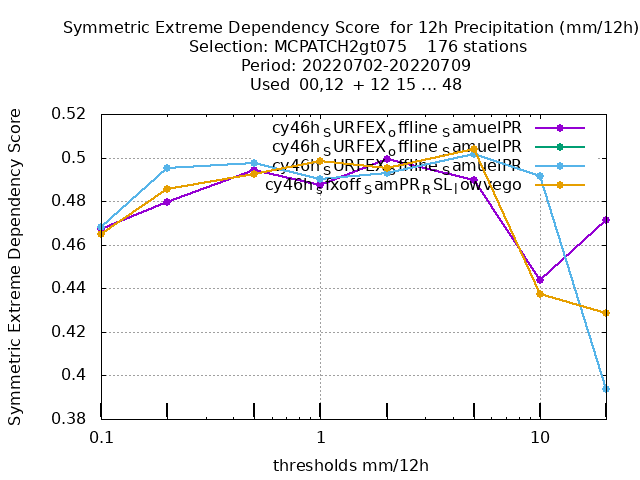 Symmetric Extreme Dependency Score  for 12h Precipitation (mm/12h)
Selection: MCPATCH2gt075    176 stations
Period: 20220702-20220709
Used  00,12  + 12 15 ... 48
Symmetric Extreme Dependency Score
0.52
0.5
0.48
0.46
0.44
0.42
0.4
0.38
cy46h_SURFEX_offline_SamuelPR
cy46h_SURFEX_offline_SamuelPR
cy46h_SURFEX_offline_SamuelPR
cy46h_sfxoff_SamPR_RSL_lowvego
0.1
1
10
thresholds mm/12h